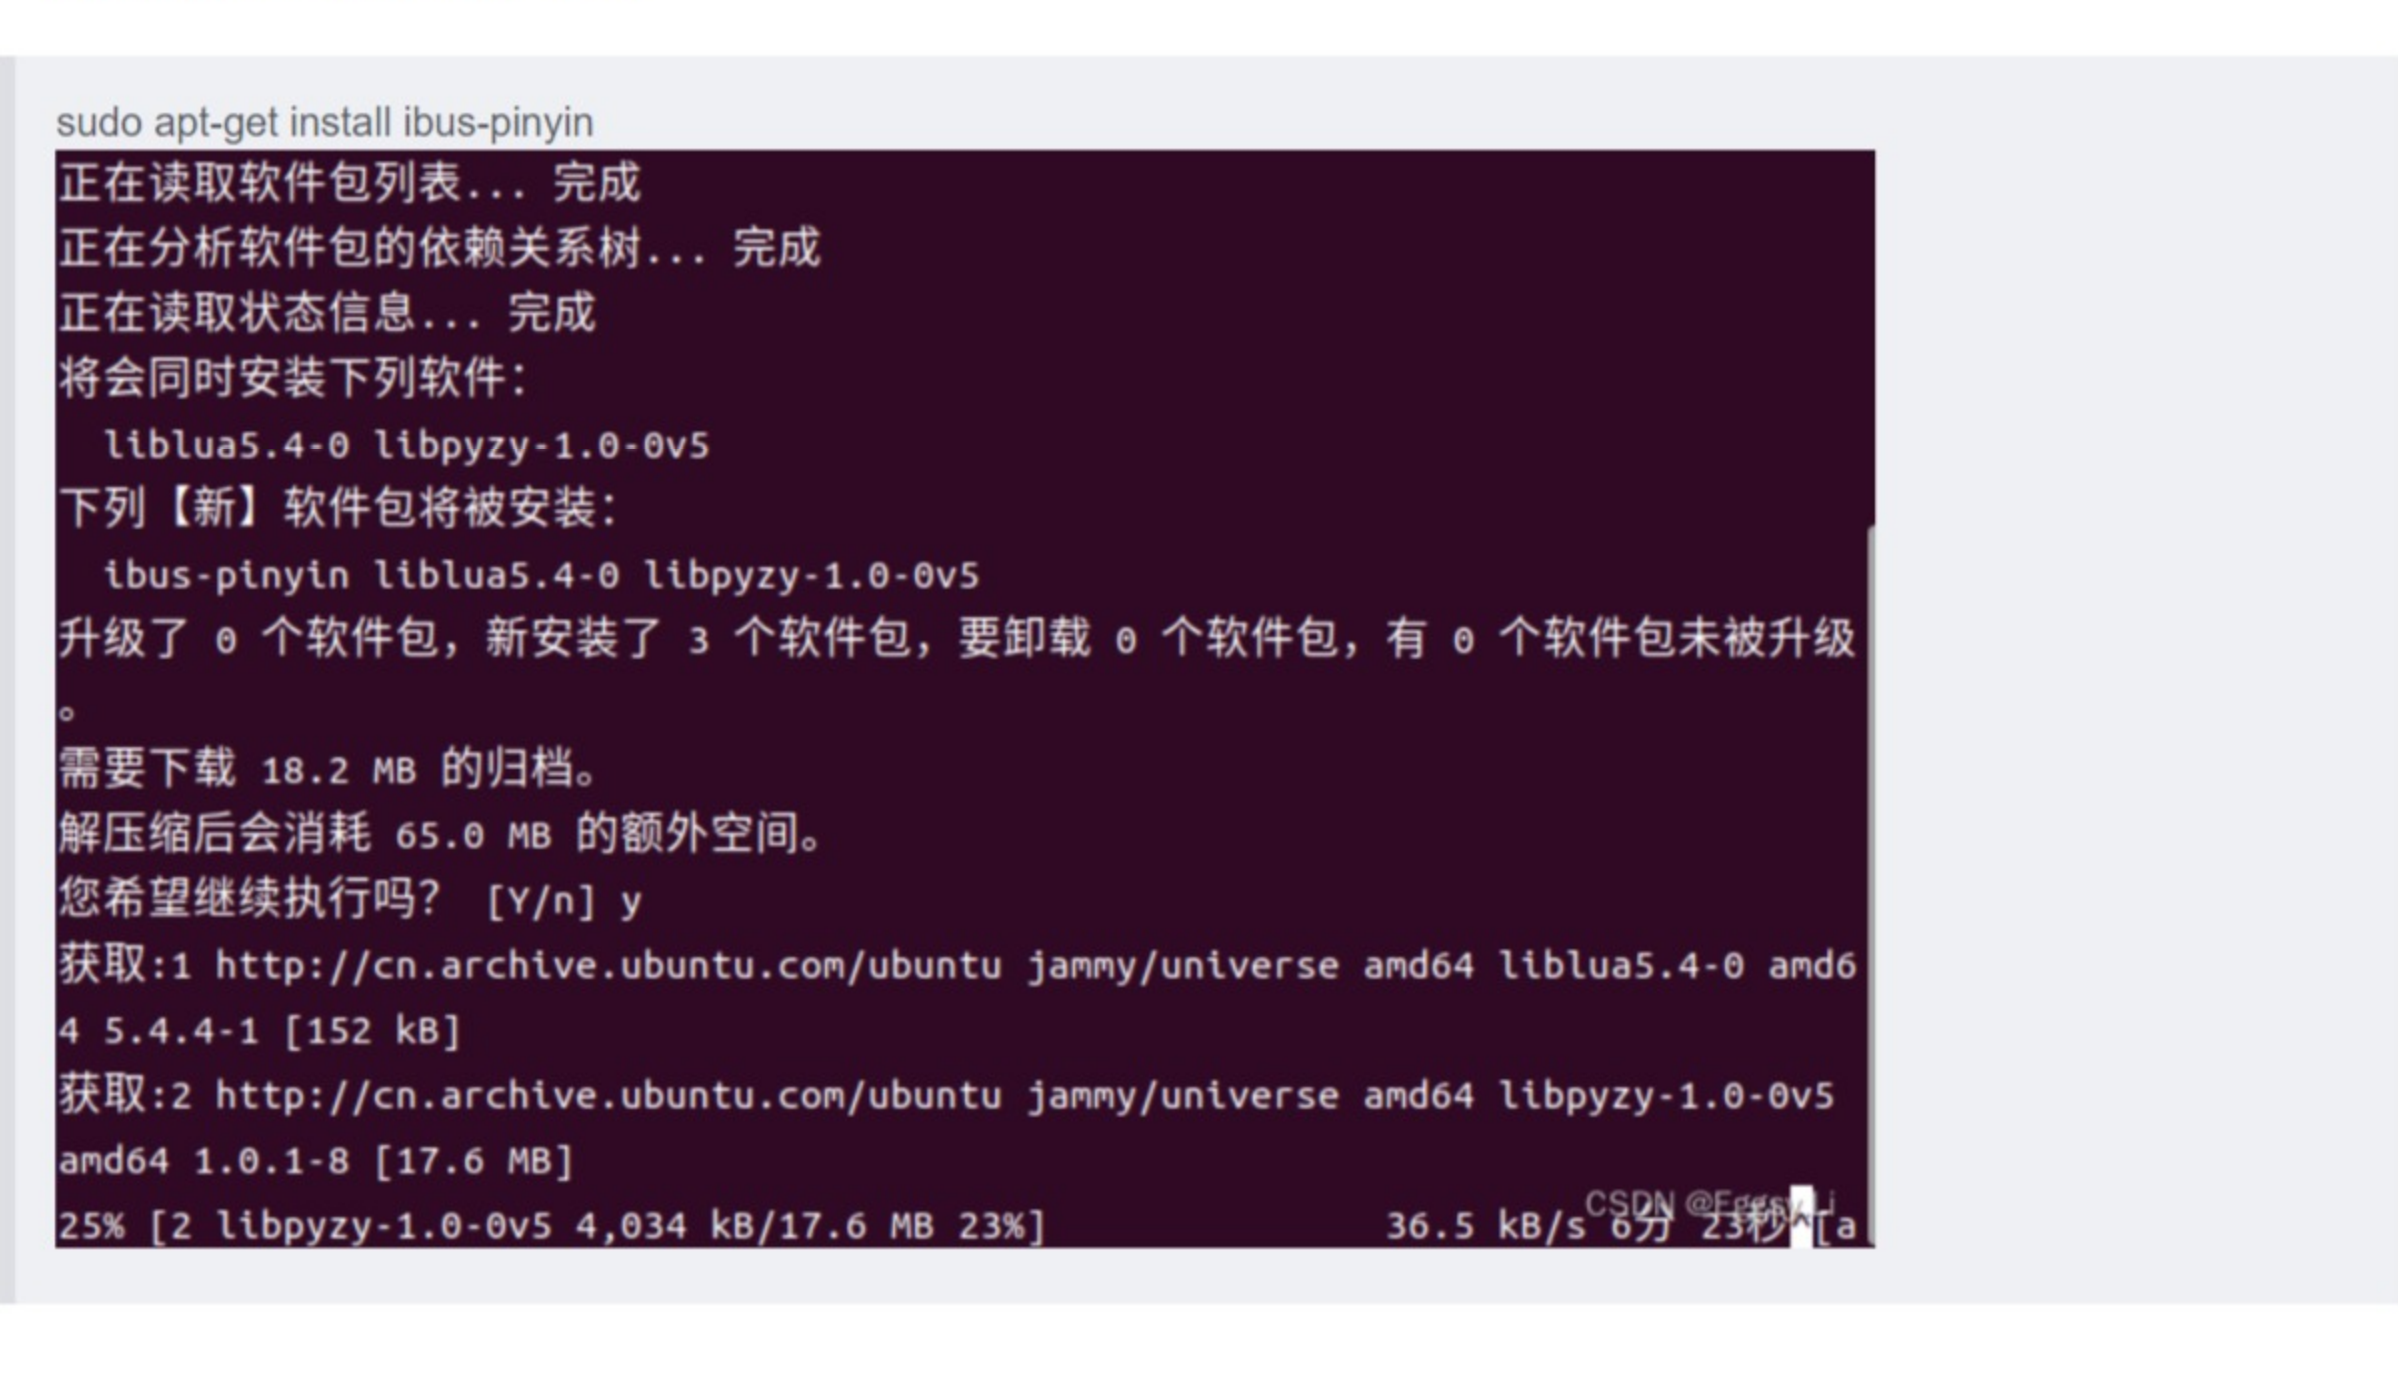 sudo apt-get install ibus-pinyin
正在读取软件包列表... 完成
正在分析软件包的依赖关系树... 完成
正在读取状态信息... 完成
将会同时安装下列软件：
liblua5.4-0 libpyzy-1.0-0v5
下列【新】软件包将被安装：
ibus-pinyin liblua5.4-0 libpyzy-1.0-0v5
升级了 0 个软件包，新安装了 3 个软件包，要卸载 0 个软件包，有 0 个软件包未被升级
。
需要下载 18.2 MB 的归档。
解压缩后会消耗 65.0 MB 的额外空间。
您希望继续执行吗？ [Y/n] y
获取:1 http://cn.archive.ubuntu.com/ubuntu jammy/universe amd64 liblua5.4-0 amd6
4 5.4.4-1 [152 kB]
获取:2 http://cn.archive.ubuntu.com/ubuntu jammy/universe amd64 libpyzy-1.0-0v5
amd64 1.0.1-8 [17.6 MB]
CSDN @Eggsy Li
25% [2 libpyzy-1.0-0v5 4,034 kB/17.6 MB 23%] 36.5 kB/s 6分 23秒^[a